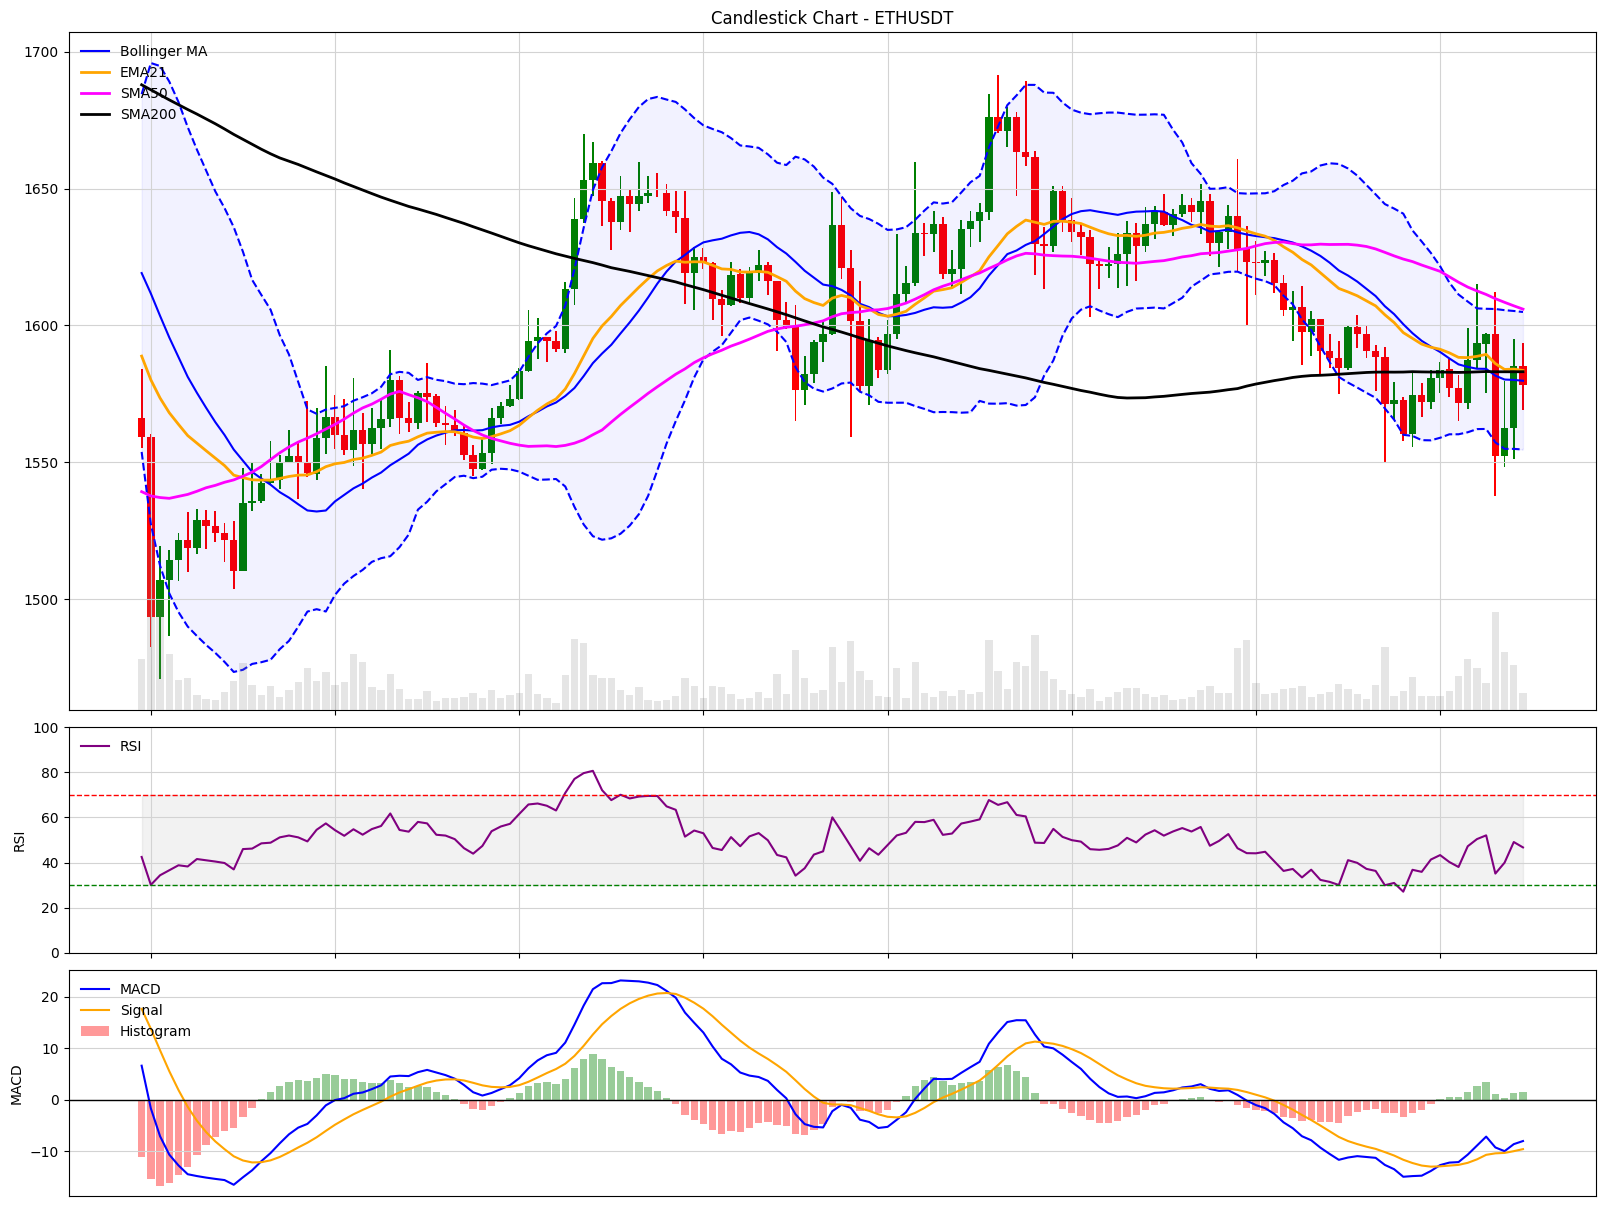 Candlestick Chart - ETHUSDT
1700
1650
1600
1550
1500
Bollinger MA
EMA21
SMA50
SMA200
100
80
60
40
20
0
RSI
RSI
20
10
0
−10
MACD
MACD
Signal
Histogram